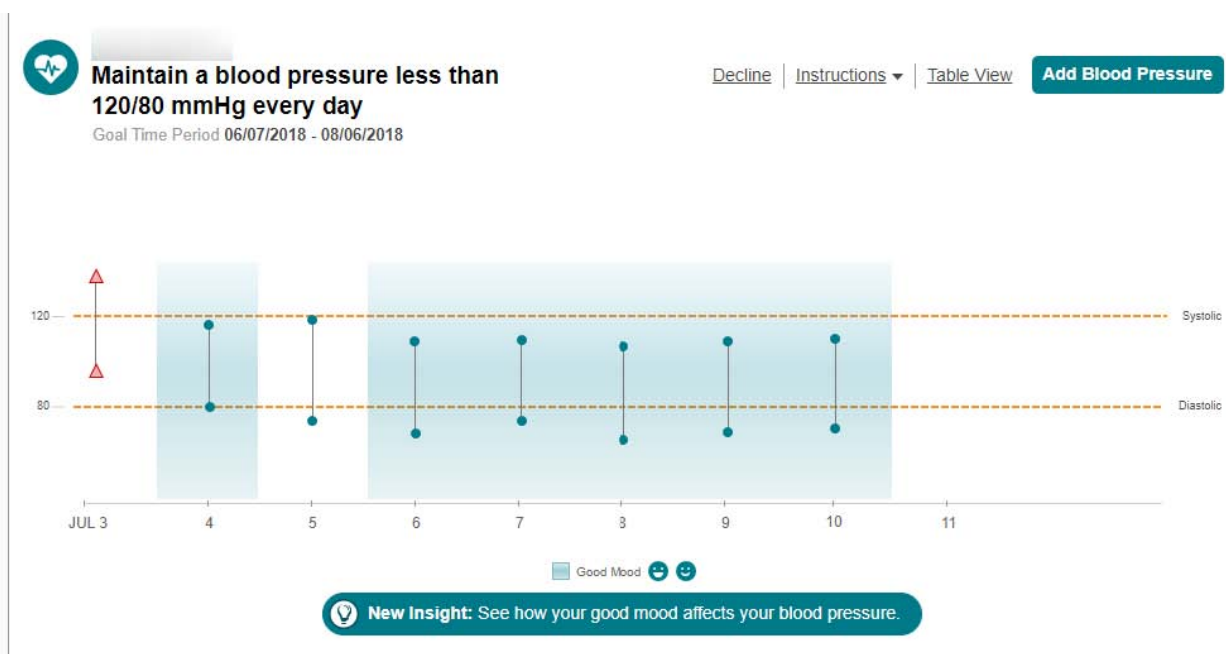 Maintain a blood pressure less than
120/80 mmHg every day
Goal Time Period 06/07/2018 - 08/06/2018
Decline Instructions Table View Add Blood Pressure
120
Systolic
80
Diastolic
JUL 3 4 5 6 7 8 9 10 11
Good Mood
New Insight: See how your good mood affects your blood pressure.